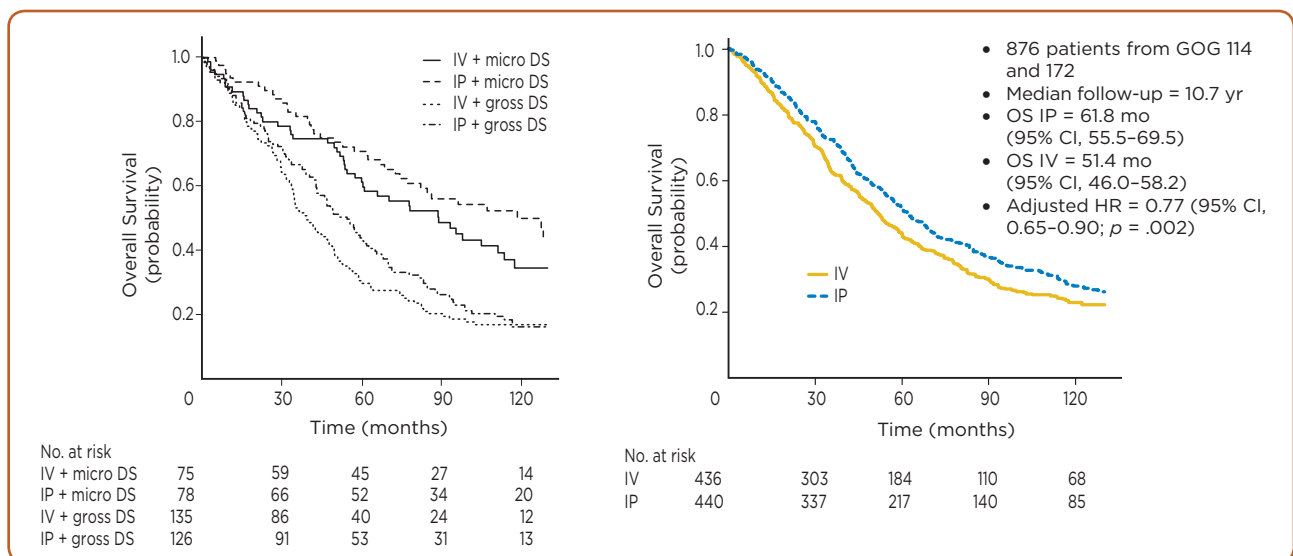 1.0
0.8
0.6
0.4
0.2
0
30
60
90
120
Overall Survival
(probability)
Time (months)
IV + micro DS
IP + micro DS
IV + gross DS
IP + gross DS
No. at risk
IV + micro DS 75 59 45 27 14
IP + micro DS 78 66 52 34 20
IV + gross DS 135 86 40 24 12
IP + gross DS 126 91 53 31 13
1.0
0.8
0.6
0.4
0.2
0
30
60
90
120
Overall Survival
(probability)
Time (months)
IV
IP
• 876 patients from GOG 114
and 172
• Median follow-up = 10.7 yr
• OS IP = 61.8 mo
(95% CI, 55.5–69.5)
• OS IV = 51.4 mo
(95% CI, 46.0–58.2)
• Adjusted HR = 0.77 (95% CI,
0.65–0.90; p = .002)
No. at risk
IV 436 303 184 110 68
IP 440 337 217 140 85